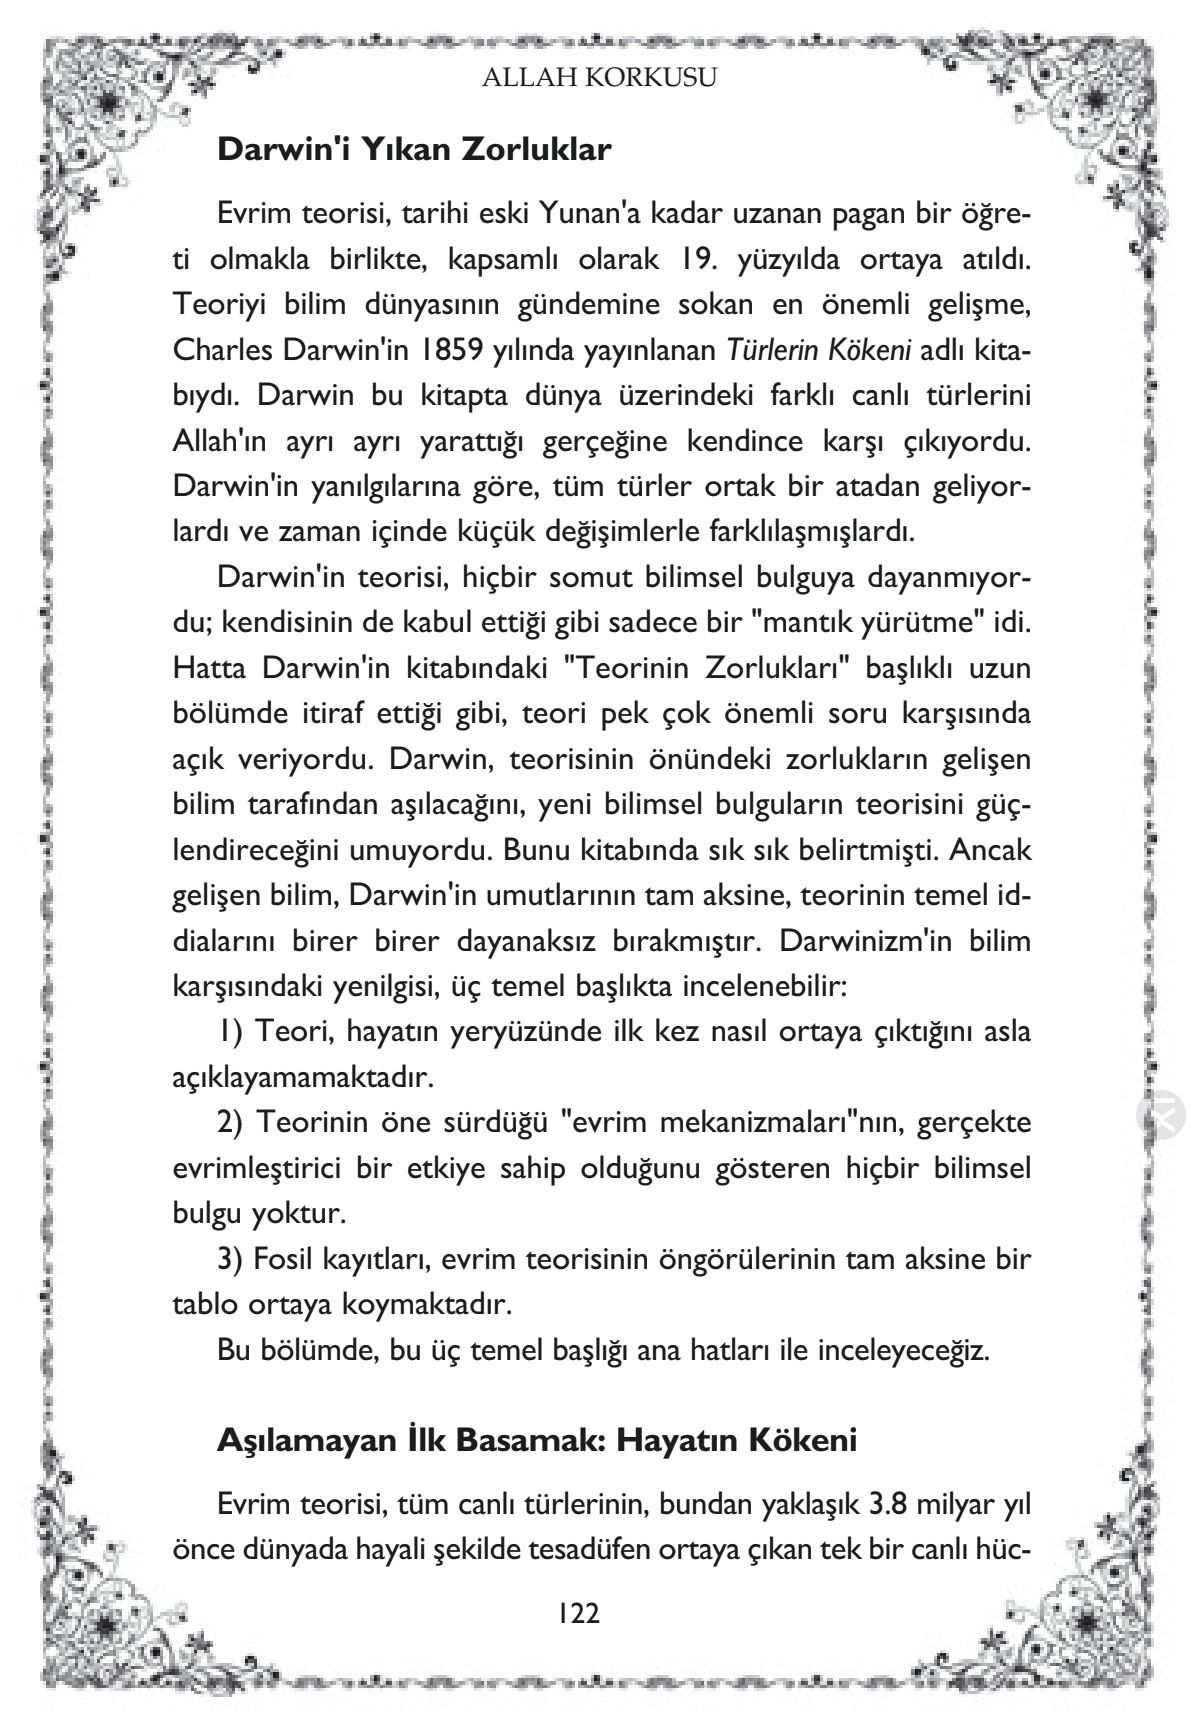 ALLAH KORKUSU
Darwin'i Yıkan Zorluklar
Evrim teorisi, tarihi eski Yunan'a kadar uzanan pagan bir öğre-
ti olmakla birlikte, kapsamlı olarak 19. yüzyılda ortaya atıldı.
Teoriyi bilim dünyasının gündemine sokan en önemli gelişme,
Charles Darwin'in 1859 yılında yayınlanan Türlerin Kökeni adlı kita-
bıydı. Darwin bu kitapta dünya üzerindeki farklı canlı türlerini
Allah'ın ayrı ayrı yarattığı gerçeğine kendince karşı çıkıyordu.
Darwin'in yanılgılarına göre, tüm türler ortak bir atadan geliyor-
lardı ve zaman içinde küçük değişimlerle farklılaşmışlardı.
Darwin'in teorisi, hiçbir somut bilimsel bulguya dayanmıyor-
du; kendisinin de kabul ettiği gibi sadece bir "mantık yürütme" idi.
Hatta Darwin'in kitabındaki "Teorinin Zorlukları" başlıklı uzun
bölümde itiraf ettiği gibi, teori pek çok önemli soru karşısında
açık veriyordu. Darwin, teorisinin önündeki zorlukların gelişen
bilim tarafından aşılacağını, yeni bilimsel bulguların teorisini güç-
lendireceğini umuyordu. Bunu kitabında sık sık belirtmişti. Ancak
gelişen bilim, Darwin'in umutlarının tam aksine, teorinin temel id-
dialarını birer birer dayanaksız bırakmıştır. Darwinizm'in bilim
karşısındaki yenilgisi, üç temel başlıkta incelenebilir:
1) Teori, hayatın yeryüzünde ilk kez nasıl ortaya çıktığını asla
açıklayamamaktadır.
2) Teorinin öne sürdüğü "evrim mekanizmaları"nın, gerçekte
evrimleştirici bir etkiye sahip olduğunu gösteren hiçbir bilimsel
bulgu yoktur.
3) Fosil kayıtları, evrim teorisinin öngörülerinin tam aksine bir
tablo ortaya koymaktadır.
Bu bölümde, bu üç temel başlığı ana hatları ile inceleyeceğiz.
Aşılamayan İlk Basamak: Hayatın Kökeni
Evrim teorisi, tüm canlı türlerinin, bundan yaklaşık 3.8 milyar yıl
önce dünyada hayali şekilde tesadüfen ortaya çıkan tek bir canlı hüc-
122